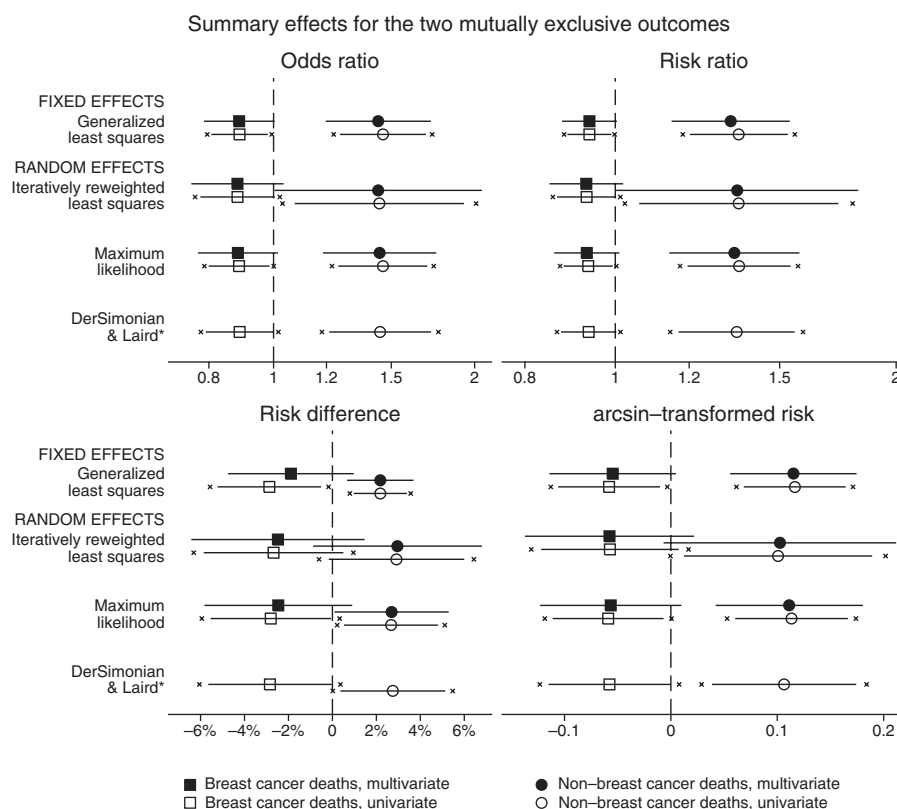 Summary effects for the two mutually exclusive outcomes
Odds ratio
FIXED EFFECTS
Generalized
least squares
RANDOM EFFECTS
Iteratively reweighted
least squares
Maximum
likelihood
DerSimonian
& Laird*
0.8 1 1.2 1.5 2
Risk ratio
0.8 1 1.2 1.5 2
Risk difference
FIXED EFFECTS
Generalized
least squares
RANDOM EFFECTS
Iteratively reweighted
least squares
Maximum
likelihood
DerSimonian
& Laird*
−6% −4% −2% 0 2% 4% 6%
arcsin–transformed risk
−0.1 0 0.1 0.2
Breast cancer deaths, multivariate
Breast cancer deaths, univariate
Non–breast cancer deaths, multivariate
Non–breast cancer deaths, univariate